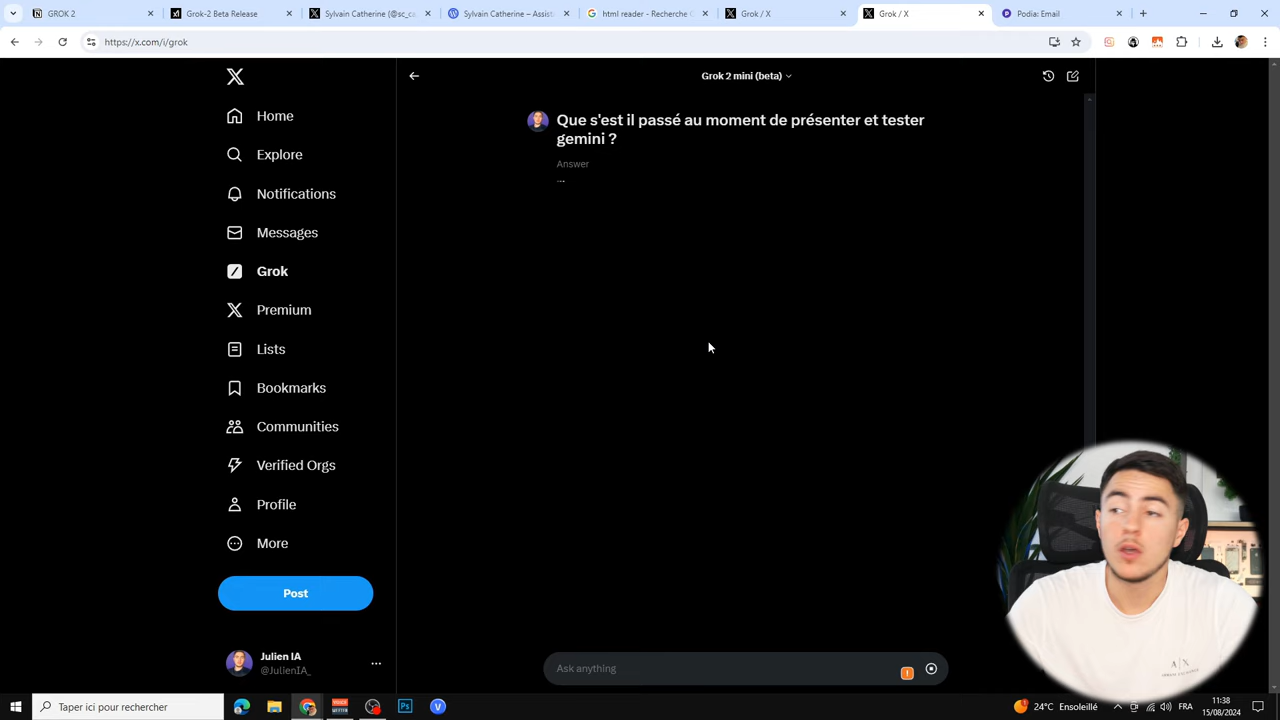 GROK 2
Grok-2 Beta Release
Sylvain Catherine (@sc_ca
Sylvain Catherine – Assist
html reader - Recherche G
Grok / X
Grok / X
Podia: Email
https://x.com/i/grok
Grok 2 mini (beta)
Home
Explore
Notifications
Messages
Grok
Premium
Lists
Bookmarks
Communities
Verified Orgs
Profile
More
Post
Julien IA
@JulienIA_
Que s'est il passé au moment de présenter et tester
gemini ?
Answer
...
Ask anything
A|X
Taper ici pour rechercher
Ps
24°C Ensoleillé
FRA
11:38
15/08/2024